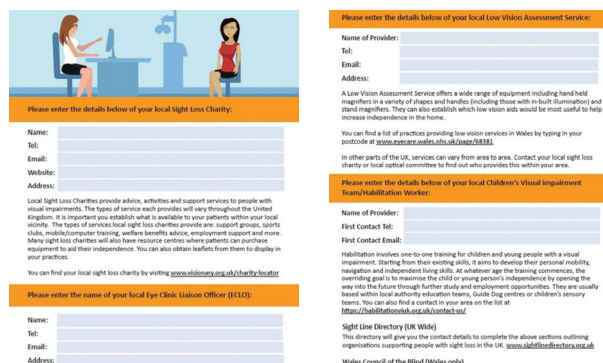 Please enter the details below of your local Sight Loss Charity:
Name:
Tel:
Email:
Website:
Address:
Local Sight Loss Charities provide advice, activities and support services to people with
visual impairments. The types of service each provides will vary throughout the United
Kingdom. It is important you establish what is available to your patients within your local
vicinity. The types of services local sight loss charities provide are: support groups, sports
clubs, mobile/computer training, welfare benefits advice, employment support and more.
Many sight loss charities will also have resource centres where patients can purchase
equipment to aid their independence. You can also obtain leaflets from them to display in
your practices.
You can find your local sight loss charity by visiting www.visionary.org.uk/charity-locator
Please enter the name of your local Eye Clinic Liaison Officer (ECLO):
Name:
Tel:
Email:
Address:
Please enter the details below of your local Low Vision Assessment Service:
Name of Provider:
Tel:
Email:
Address:
A Low Vision Assessment Service offers a wide range of equipment including hand held
magnifiers in a variety of shapes and handles (including those with in-built illumination) and
stand magnifiers. They can also establish which low vision aids would be most useful to help
increase independence in the home.
You can find a list of practices providing low vision services in Wales by typing in your
postcode at www.eyecare.wales.nhs.uk/page/68381
In other parts of the UK, services can vary from area to area. Contact your local sight loss
charity or local optical committee to find out who provides this within your area.
Please enter the details below of your local Children's Visual impairment
Team/Habilitation Worker:
Name of Provider:
First Contact Tel:
First Contact Email:
Habilitation involves one-to-one training for children and young people with a visual
impairment. Starting from their existing skills, it aims to develop their personal mobility,
navigation and independent living skills. At whatever age the training commences, the
overriding goal is to maximise the child or young person's independence by opening the
way into the future through further study and employment opportunities. They are usually
based within local authority education teams, Guide Dog centres or children's sensory
teams. You can also find a contact in your area on the list at
https://habilitationviuk.org.uk/contact-us/
Sight Line Directory (UK Wide)
This directory will give you the contact details to complete the above sections outlining
organisations supporting people with sight loss in the UK. www.sightlinedirectory.org.uk
Wales Council of the Blind (Wales only)